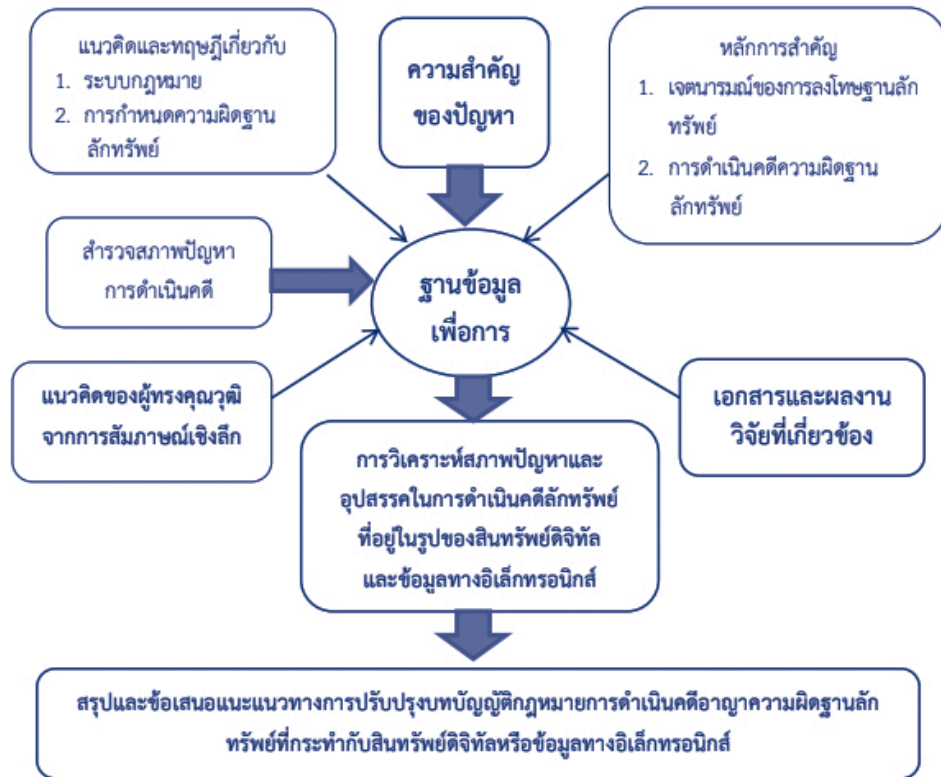 แนวคิดและทฤษฎีเกี่ยวกับ
1. ระบบกฎหมาย
2. การกำหนดความผิดฐาน
ลักทรัพย์
ความสำคัญ
ของปัญหา
หลักการสำคัญ
1. เจตนารมณ์ของการลงโทษฐานลัก
ทรัพย์
2. การดำเนินคดีความผิดฐาน
ลักทรัพย์
สำรวจสภาพปัญหา
การดำเนินคดี
ฐานข้อมูล
เพื่อการ
แนวคิดของผู้ทรงคุณวุฒิ
จากการสัมภาษณ์เชิงลึก
เอกสารและผลงาน
วิจัยที่เกี่ยวข้อง
การวิเคราะห์สภาพปัญหาและ
อุปสรรคในการดำเนินคดีลักทรัพย์
ที่อยู่ในรูปของสินทรัพย์ดิจิทัล
และข้อมูลทางอิเล็กทรอนิกส์
สรุปและข้อเสนอแนะแนวทางการปรับปรุงบทบัญญัติกฎหมายการดำเนินคดีอาญาความผิดฐานลัก
ทรัพย์ที่กระทำกับสินทรัพย์ดิจิทัลหรือข้อมูลทางอิเล็กทรอนิกส์